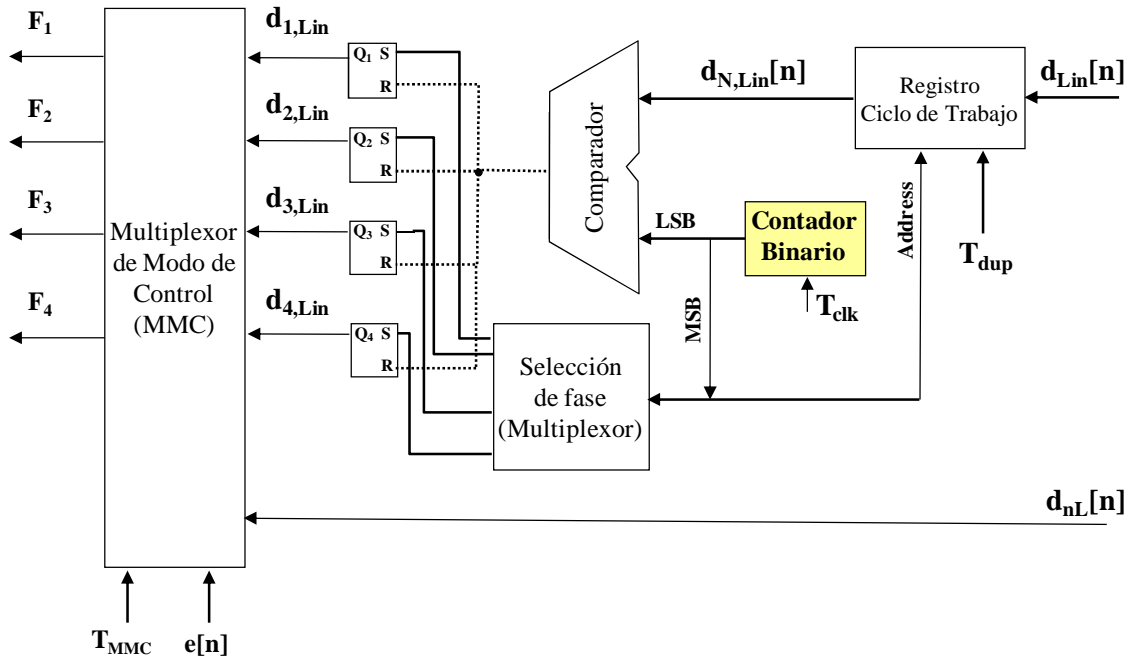 F1
F2
F3
F4
Multiplexor
de Modo de
Control
(MMC)
TMMC
e[n]
d1,Lin
d2,Lin
d3,Lin
d4,Lin
Q1 S
R
Q2 S
R
Q3 S
R
Q4 S
R
Comparador
Selección
de fase
(Multiplexor)
dN,Lin[n]
LSB
MSB
Contador
Binario
Tclk
Registro
Ciclo de Trabajo
Address
Tdup
dLin[n]
dnL[n]